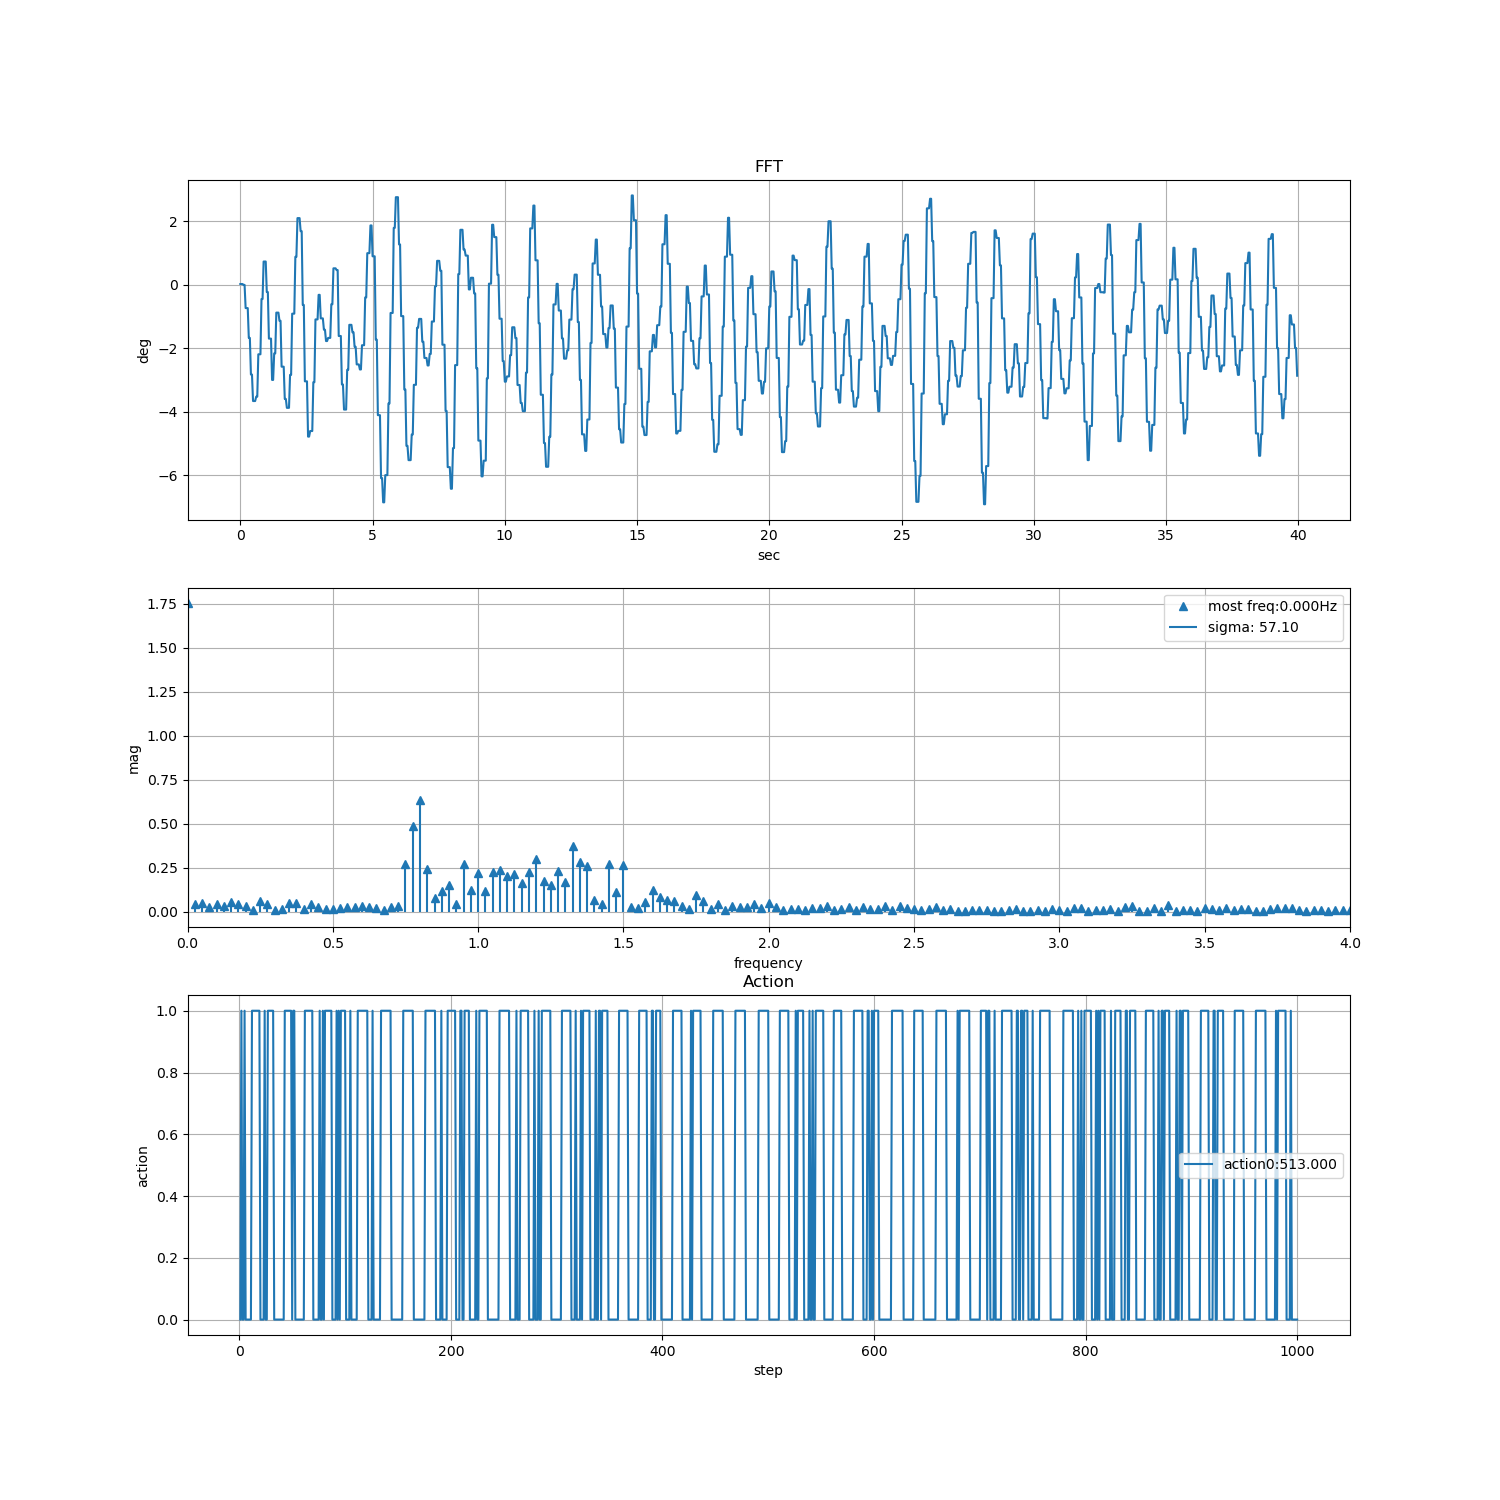 FFT
2
0
−2
−4
−6
deg
0 5 10 15 20 25 30 35 40
sec
1.75
1.50
1.25
1.00
0.75
0.50
0.25
0.00
mag
most freq:0.000Hz
sigma: 57.10
0.0 0.5 1.0 1.5 2.0 2.5 3.0 3.5 4.0
frequency
Action
1.0
0.8
0.6
0.4
0.2
0.0
action
action0:513.000
0 200 400 600 800 1000
step